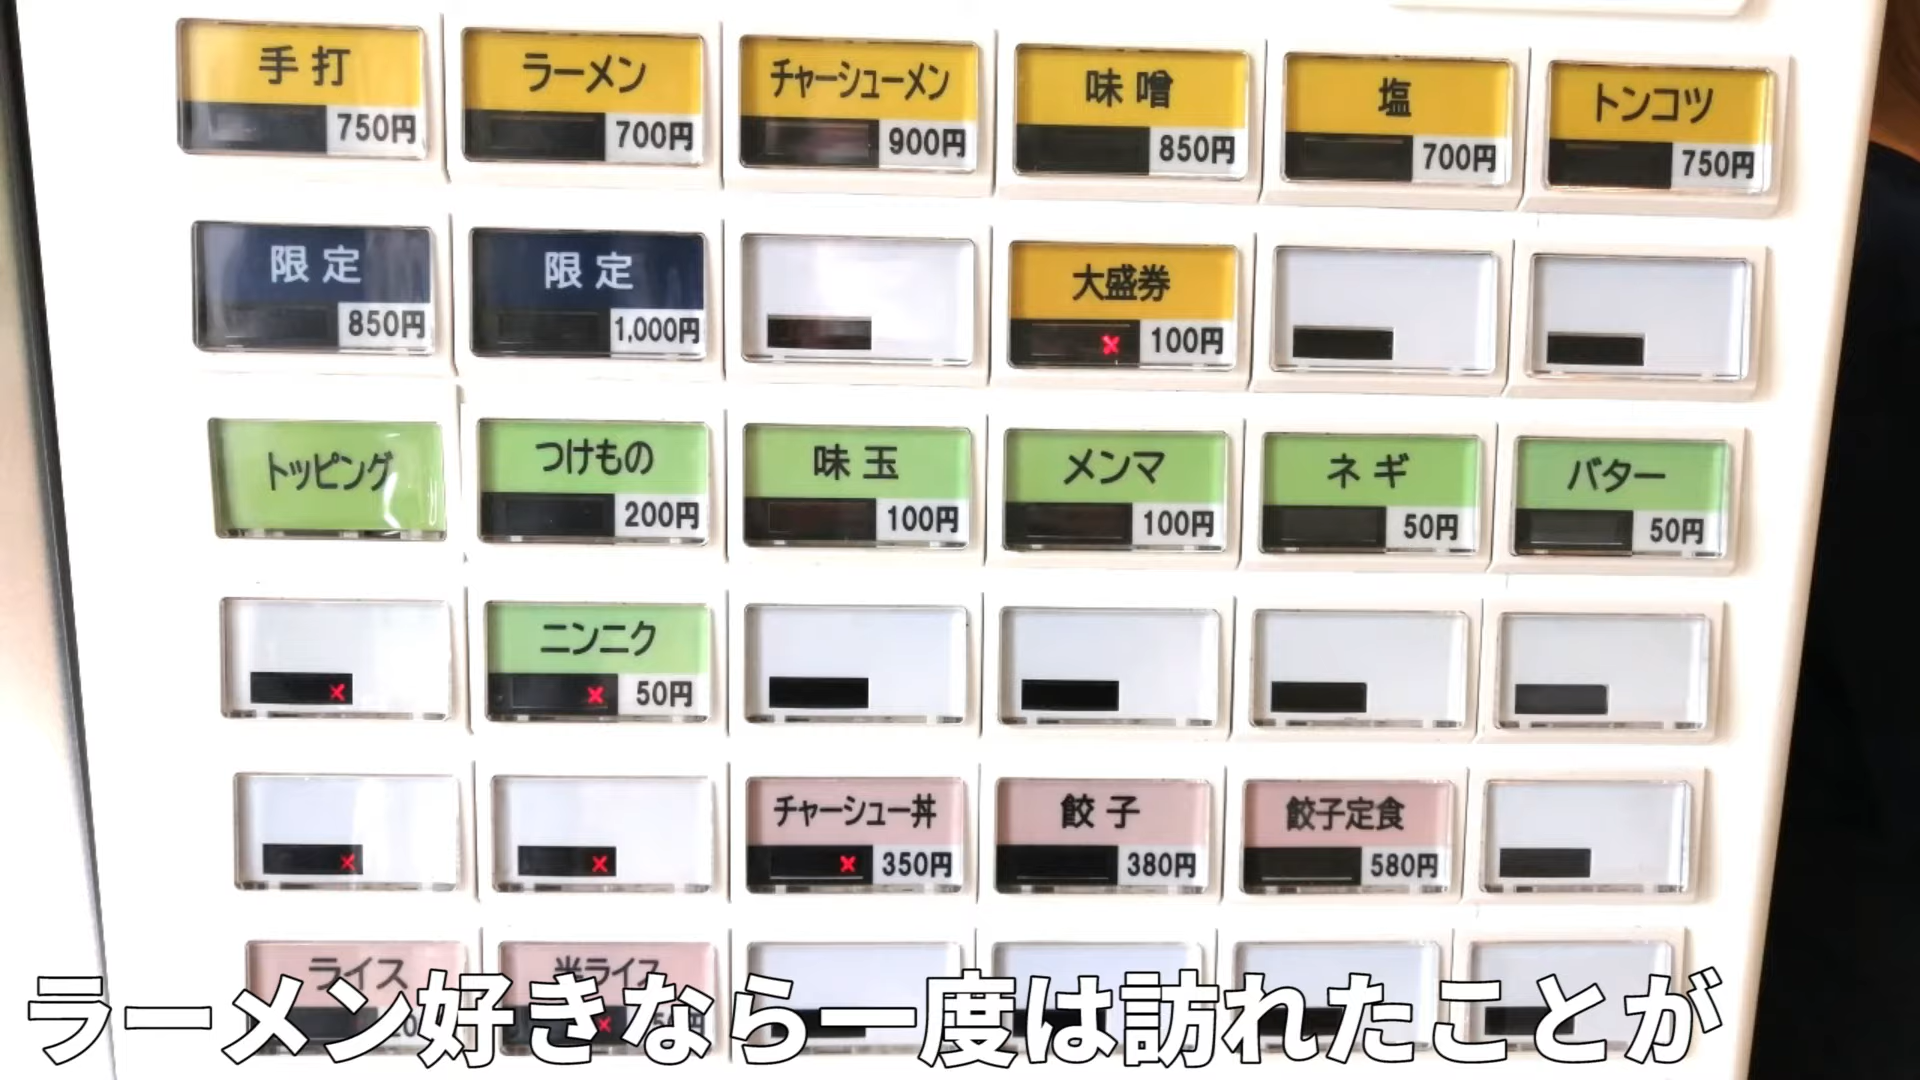 手打
750円
ラーメン
700円
チャーシューメン
900円
味噌
850円
塩
700円
トンコツ
750円
限定
850円
限定
1,000円
大盛券
× 100円
トッピング
つけもの
200円
味玉
100円
メンマ
100円
ネギ
50円
バター
50円
×
ニンニク
× 50円
×
×
チャーシュー丼
× 350円
餃子
380円
餃子定食
580円
ライス
半ライス
×
ラーメン好きなら一度は訪れたことが